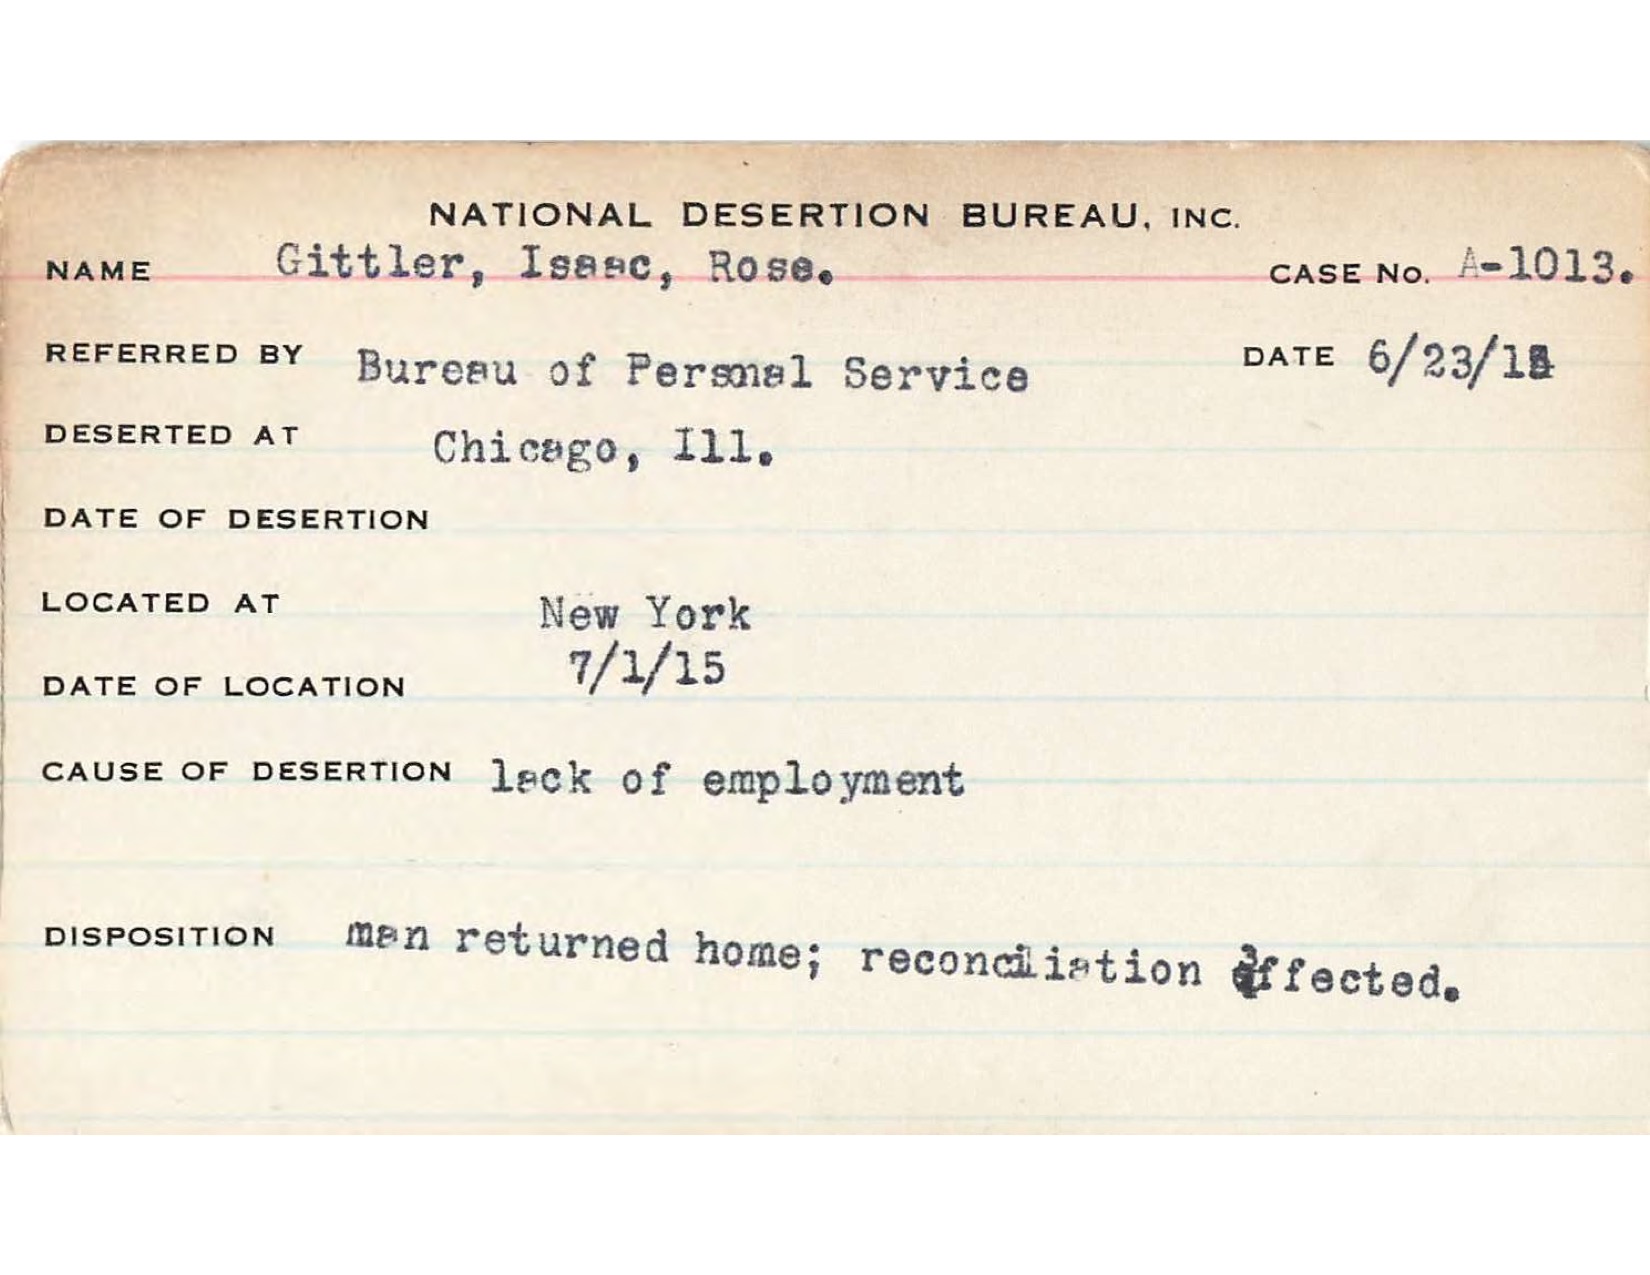 NATIONAL DESERTION BUREAU, INC.
NAME Gittler, Isaac, Rose. CASE No. A-1013.
REFERRED BY Bureau of Personal Service DATE 6/23/15
DESERTED AT Chicago, Ill.
DATE OF DESERTION
LOCATED AT New York
DATE OF LOCATION 7/1/15
CAUSE OF DESERTION lack of employment
DISPOSITION man returned home; reconciliation effected.